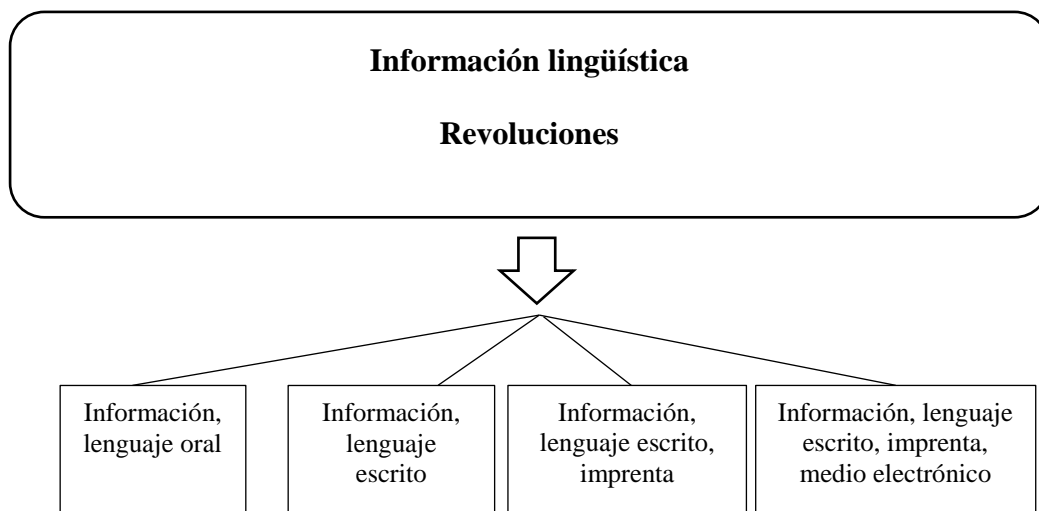 Información lingüística
Revoluciones
Información,
lenguaje oral
Información,
lenguaje
escrito
Información,
lenguaje escrito,
imprenta
Información, lenguaje
escrito, imprenta,
medio electrónico